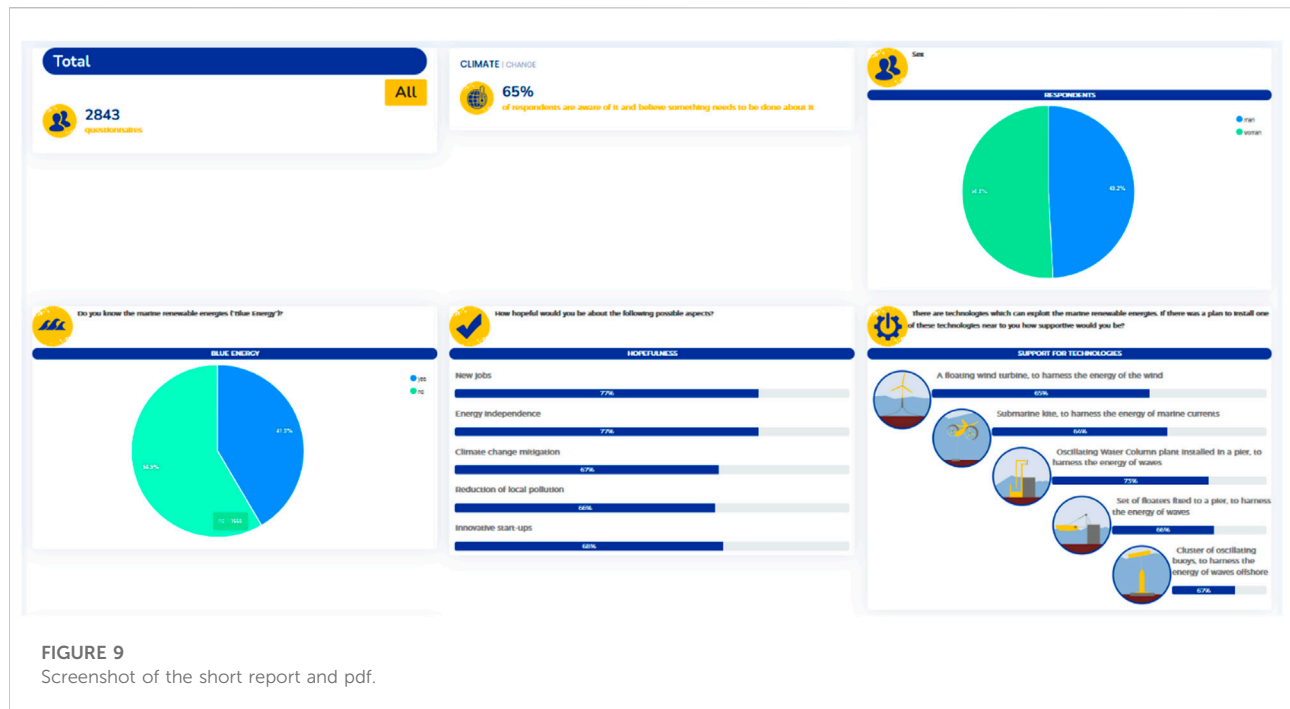 Total
All
2843
questionnaires
CLIMATE | CHANGE
65%
of respondents are aware of it and believe something needs to be done about it
Sex
RESPONDENTS
man
woman
49.2%
Do you know the marine renewable energies ('Blue Energy')?
BLUE ENERGY
yes
no
41.5%
How hopeful would you be about the following possible aspects?
HOPEFULNESS
New jobs
77%
Energy independence
77%
Climate change mitigation
67%
Reduction of local pollution
66%
Innovative start-ups
68%
There are technologies which can exploit the marine renewable energies. If there was a plan to install one
of these technologies near to you how supportive would you be?
SUPPORT FOR TECHNOLOGIES
A floating wind turbine, to harness the energy of the wind
65%
Submarine kite, to harness the energy of marine currents
64%
Oscillating Water Column plant installed in a pier, to
harness the energy of waves
73%
Set of floaters fixed to a pier, to harness
the energy of waves
66%
Cluster of oscillating
buoys, to harness the
energy of waves offshore
67%
FIGURE 9
Screenshot of the short report and pdf.